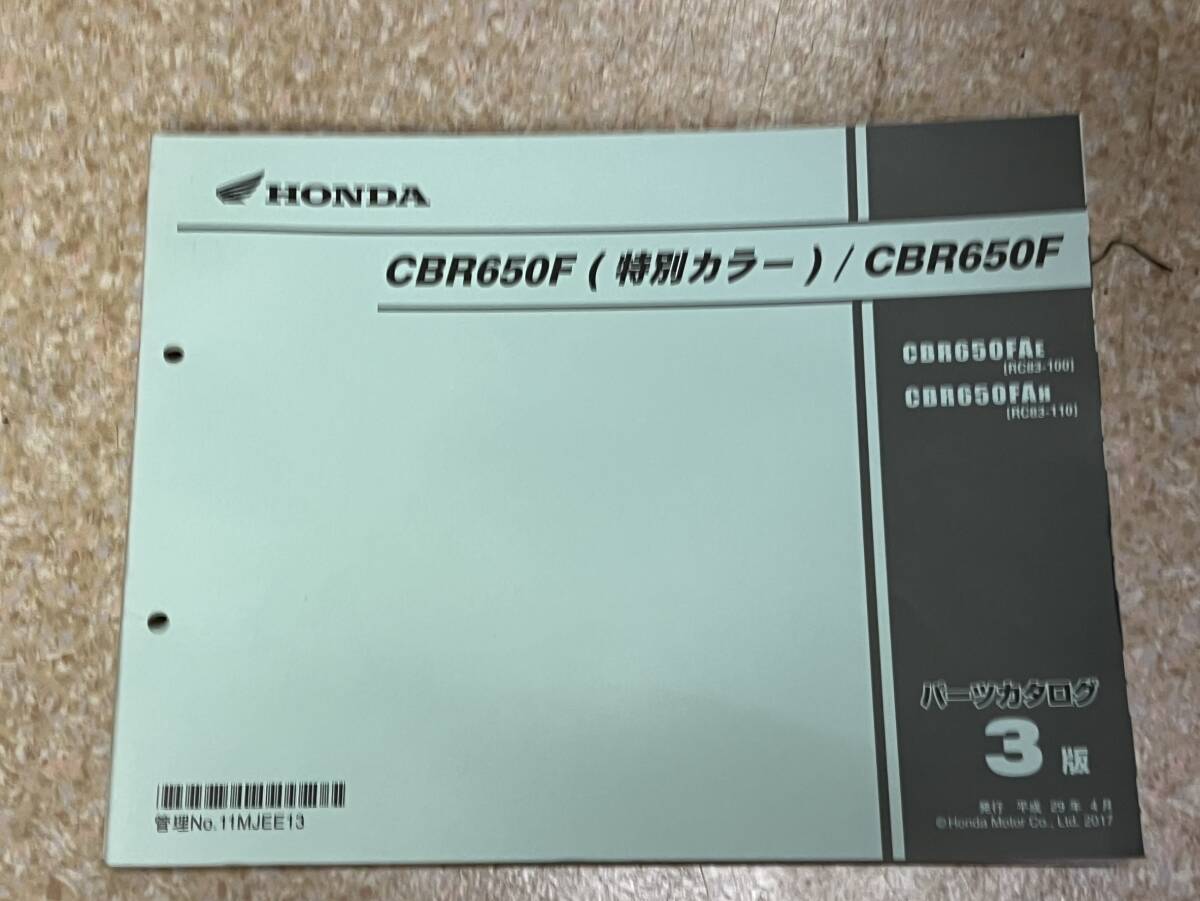 HONDA
CBR650F ( 特別カラー ) / CBR650F
CBR650FAE
[RC83-100]
CBR650FAH
[RC83-110]
パーツカタログ
3 版
発行 平成 29 年 4 月
©Honda Motor Co., Ltd. 2017
管理No.11MJEE13